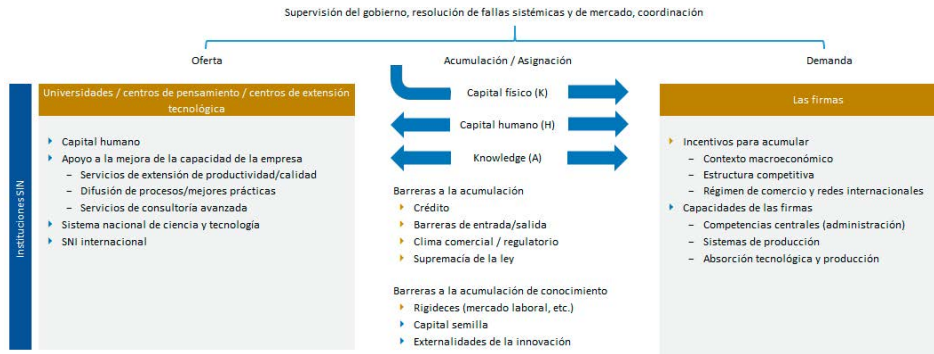 Supervisión del gobierno, resolución de fallas sistémicas y de mercado, coordinación
Oferta
Acumulación / Asignación
Demanda
Instituciones SIN
Universidades / centros de pensamiento / centros de extensión
tecnológica
Capital humano
Apoyo a la mejora de la capacidad de la empresa
– Servicios de extensión de productividad/calidad
– Difusión de procesos/mejores prácticas
– Servicios de consultoría avanzada
Sistema nacional de ciencia y tecnología
SNI internacional
Capital físico (K)
Capital humano (H)
Knowledge (A)
Barreras a la acumulación
Crédito
Barreras de entrada/salida
Clima comercial / regulatorio
Supremacía de la ley
Barreras a la acumulación de conocimiento
Rigideces (mercado laboral, etc.)
Capital semilla
Externalidades de la innovación
Las firmas
Incentivos para acumular
– Contexto macroeconómico
– Estructura competitiva
– Régimen de comercio y redes internacionales
Capacidades de las firmas
– Competencias centrales (administración)
– Sistemas de producción
– Absorción tecnológica y producción